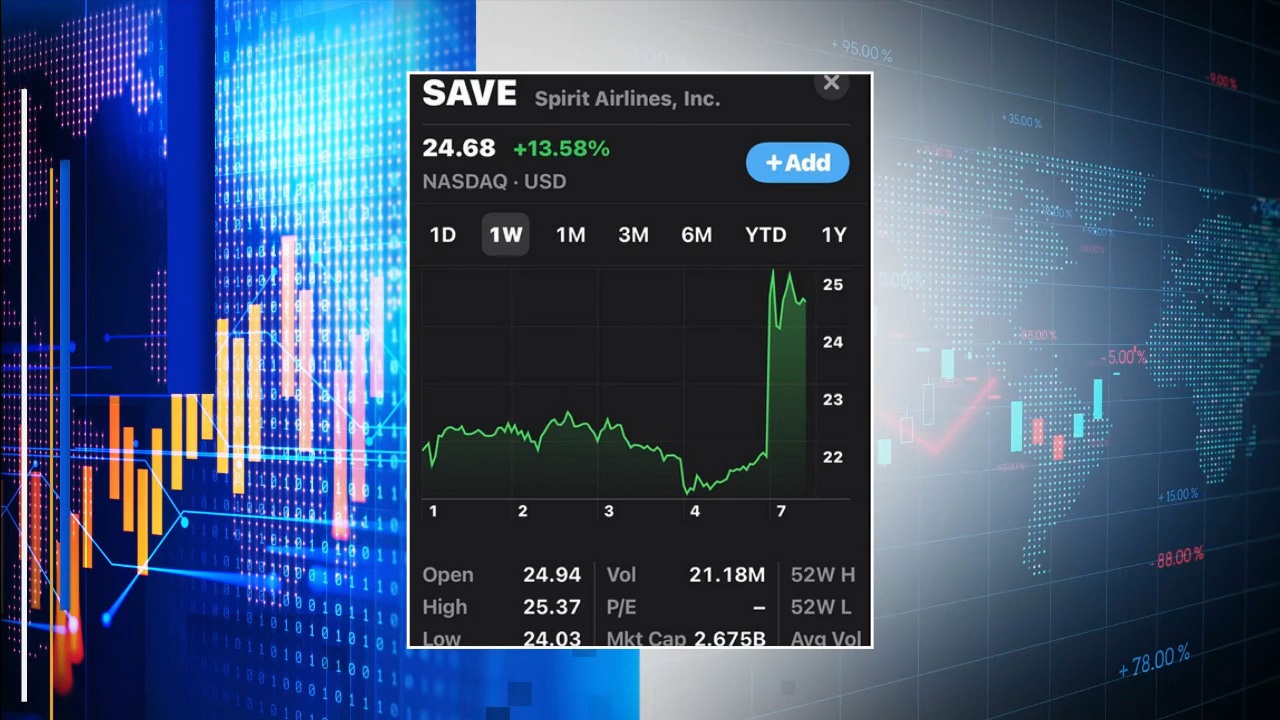 SAVE Spirit Airlines, Inc.
24.68 +13.58%
+Add
NASDAQ · USD
1D 1W 1M 3M 6M YTD 1Y
25
24
23
22
1 2 3 4 7
Open 24.94 Vol 21.18M 52W H
High 25.37 P/E – 52W L
Low 24.03 Mkt Cap 2.675B Avg Vol
+ 95.00 %
-9.00 %
+ 35.00 %
- 5.00 %
+ 15.00 %
- 88.00 %
+ 78.00 %